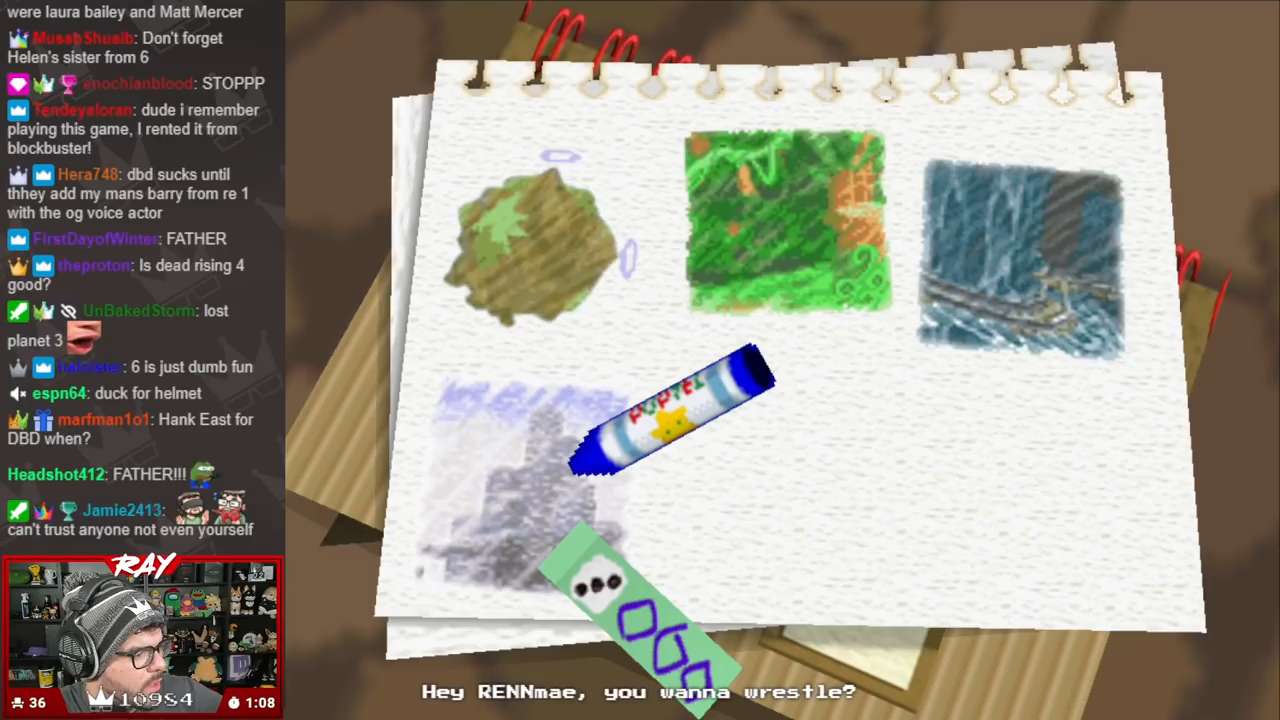 were laura bailey and Matt Mercer
MusabShuaib: Don't forget
Helen's sister from 6
enochianblood: STOPPP
Tendeyaloran: dude i remember
playing this game, I rented it from
blockbuster!
Hera748: dbd sucks until
thhey add my mans barry from re 1
with the og voice actor
FirstDayofWinter: FATHER
theproton: Is dead rising 4
good?
UnBakedStorm: lost
planet 3
haloister: 6 is just dumb fun
espn64: duck for helmet
marfman1o1: Hank East for
DBD when?
Headshot412: FATHER!!!
Jamie2413:
can't trust anyone not even yourself
RAY
36
10984
1:08
Hey RENNmae, you wanna wrestle?